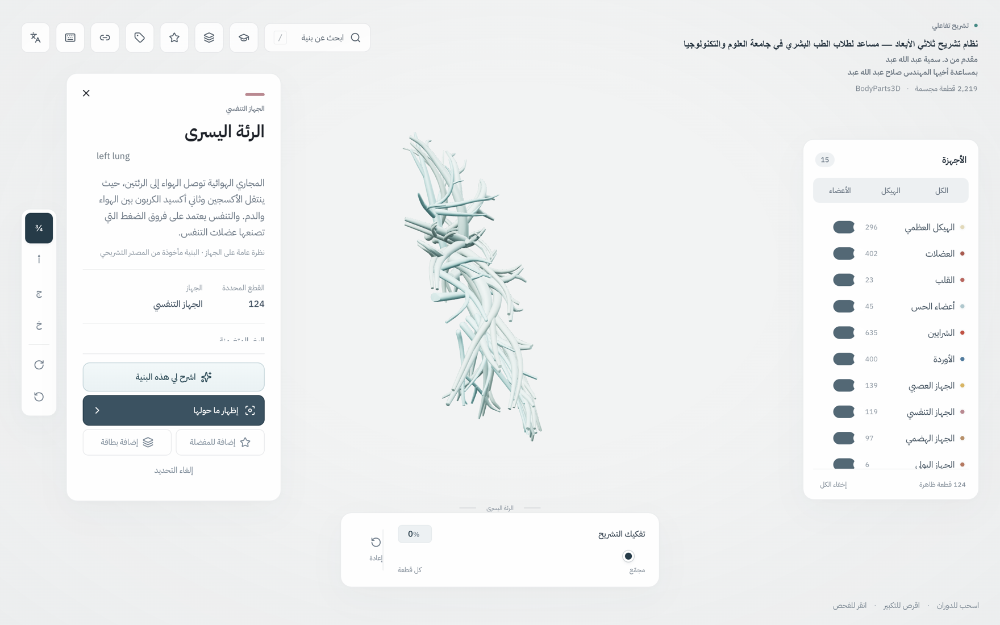 تشريح تفاعلي
نظام تشريح ثلاثي الأبعاد — مساعد لطلاب الطب البشري في جامعة العلوم والتكنولوجيا
مقدم من د. سمية عبد الله عبد
بمساعدة أخيها المهندس صلاح عبد الله عبد
2,219 قطعة مجسمة · BodyParts3D
ابحث عن بنية /
الأجهزة 15
الكل الهيكل الأعضاء
الهيكل العظمي 296
العضلات 402
القلب 23
أعضاء الحس 45
الشرايين 635
الأوردة 400
الجهاز العصبي 139
الجهاز التنفسي 119
الجهاز الهضمي 97
الجهاز البولي 6
124 قطعة ظاهرة إخفاء الكل
الجهاز التنفسي
الرئة اليسرى
left lung
المجاري الهوائية توصل الهواء إلى الرئتين، حيث
ينتقل الأكسجين وثاني أكسيد الكربون بين الهواء
والدم. والتنفس يعتمد على فروق الضغط التي
تصنعها عضلات التنفس.
نظرة عامة على الجهاز · البنية مأخوذة من المصدر التشريحي
القطع المحددة الجهاز
124 الجهاز التنفسي
اشرح لي هذه البنية
إظهار ما حولها
إضافة للمفضلة إضافة بطاقة
إلغاء التحديد
¾
أ
ج
خ
الرئة اليسرى
تفكيك التشريح 0%
مجمّع كل قطعة
إعادة
اسحب للدوران · اقرص للتكبير · انقر للفحص